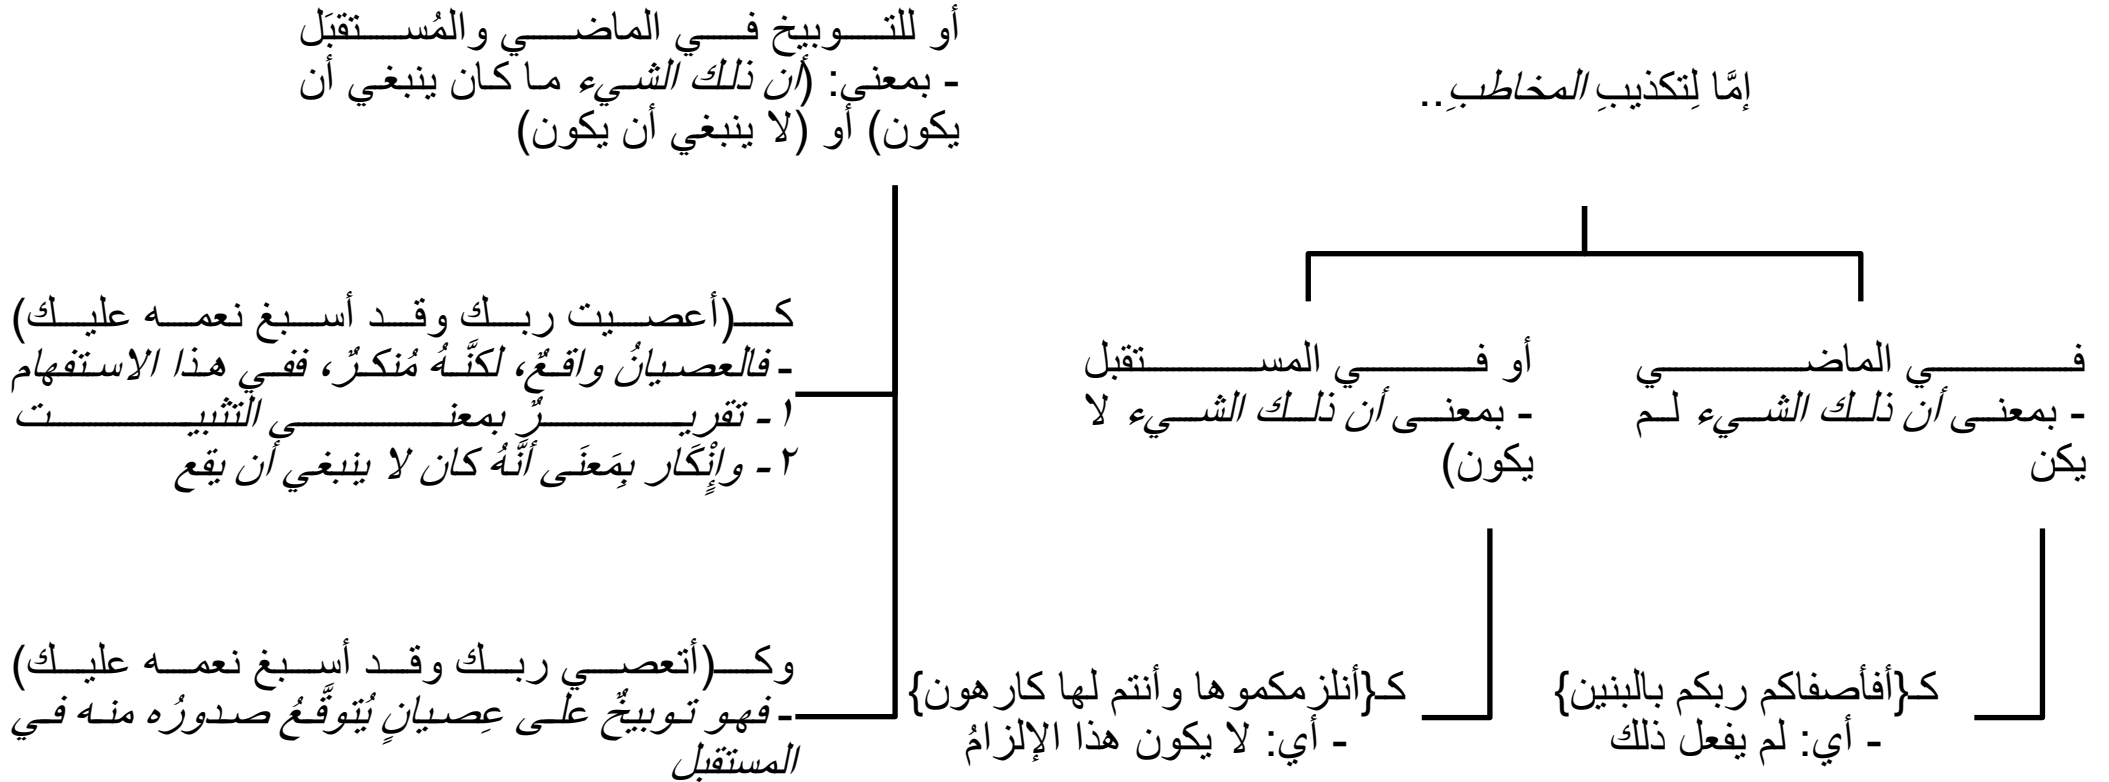 إمَّا لِتكذيبِ المخاطبِ..
في الماضي
- بمعنى أن ذلك الشيء لم
يكن
كـ{أفأصفاكم ربكم بالبنين}
- أي: لم يفعل ذلك
أو في المستقبل
- بمعنى أن ذلك الشيء لا
يكون)
كـ{أنلزمكموها وأنتم لها كارهون}
- أي: لا يكون هذا الإلزامُ
أو للتوبيخ في الماضي والمُستقبَل
- بمعنى: (أن ذلك الشيء ما كان ينبغي أن
يكون) أو (لا ينبغي أن يكون)
كـ(أعصيت ربك وقد أسبغ نعمه عليك)
- فالعصيانُ واقعٌ، لكنَّهُ مُنكرٌ، ففي هذا الاستفهام
١ - تقريرٌ بمعنى التثبيت
٢ - وإِنْكَار بِمَعنَى أنَّهُ كان لا ينبغي أن يقع
وكـ(أتعصي ربك وقد أسبغ نعمه عليك)
- فهو توبيخٌ على عِصيانٍ يُتوقَّعُ صدورُه منه في
المستقبل